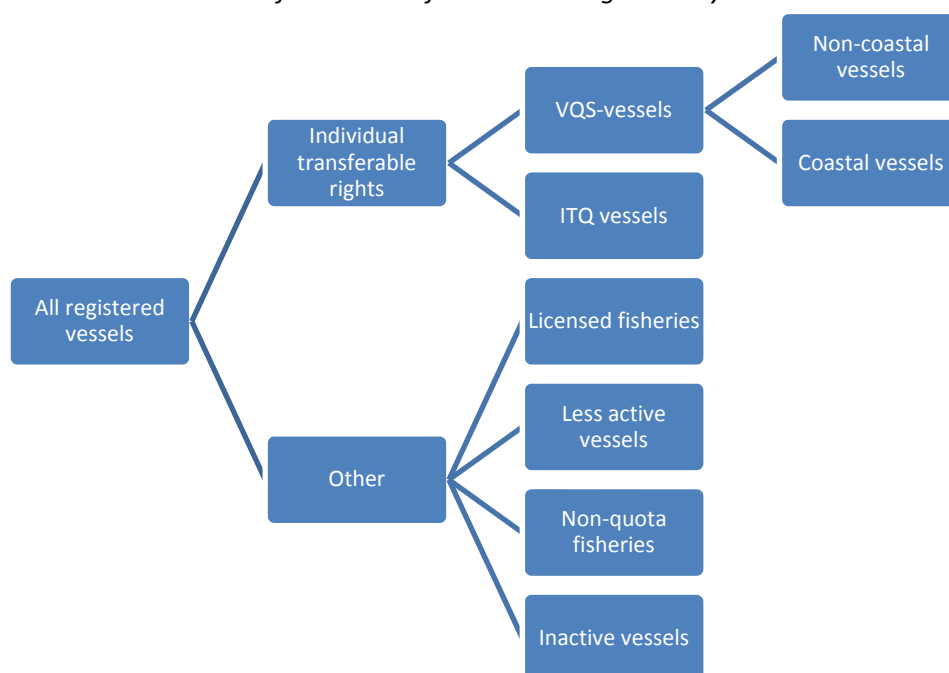 Non-coastal
vessels
VQS-vessels
Individual
transferable
rights
Coastal vessels
ITQ vessels
All registered
vessels
Licensed fisheries
Less active
vessels
Other
Non-quota
fisheries
Inactive vessels